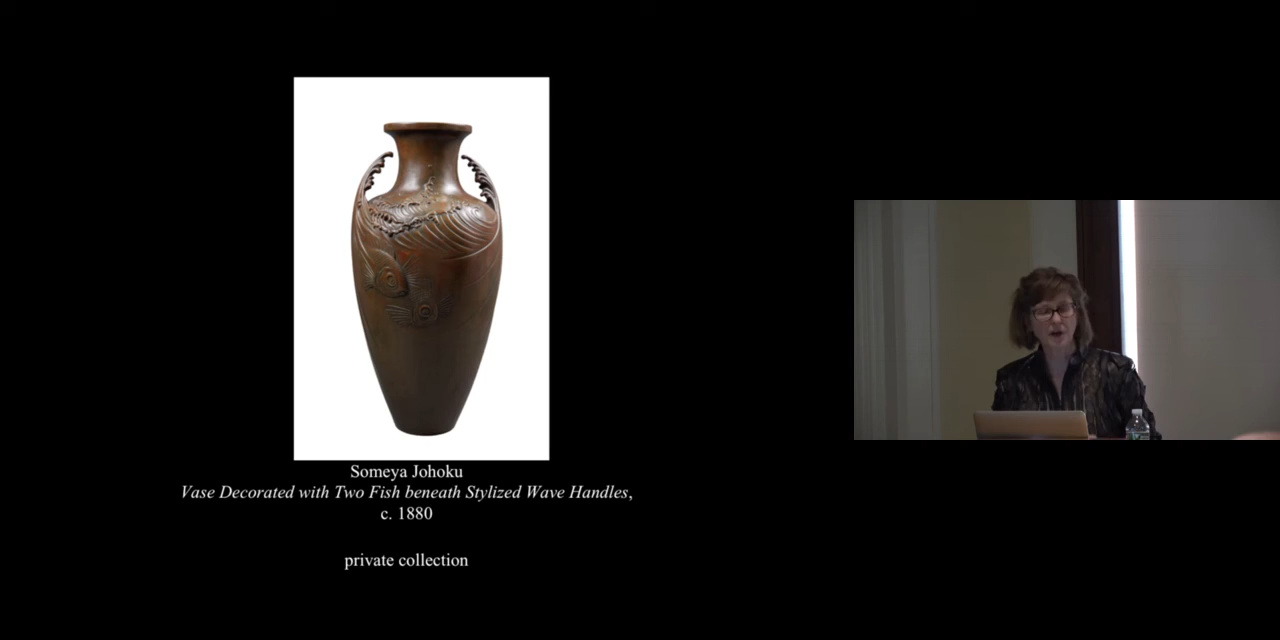 Someya Johoku
Vase Decorated with Two Fish beneath Stylized Wave Handles,
c. 1880
private collection